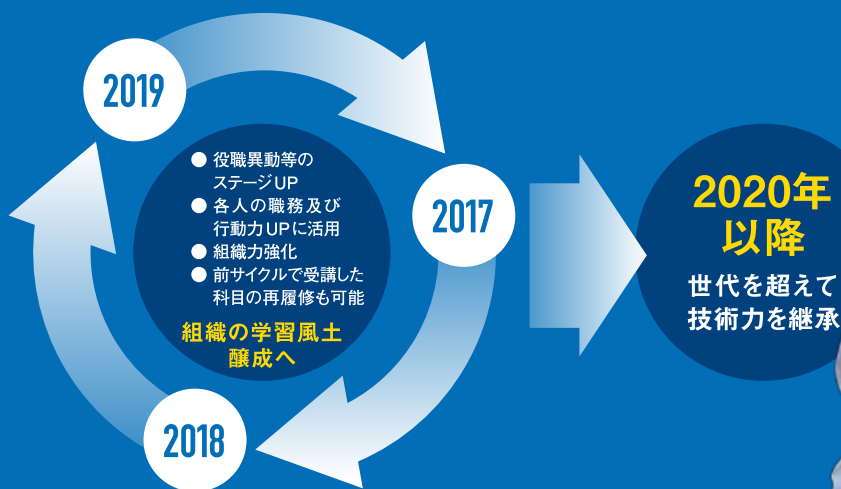 2019
● 役職異動等の
ステージUP
● 各人の職務及び
行動力UPに活用
● 組織力強化
● 前サイクルで受講した
科目の再履修も可能
組織の学習風土
醸成へ
2017
2018
2020年
以降
世代を超えて
技術力を継承